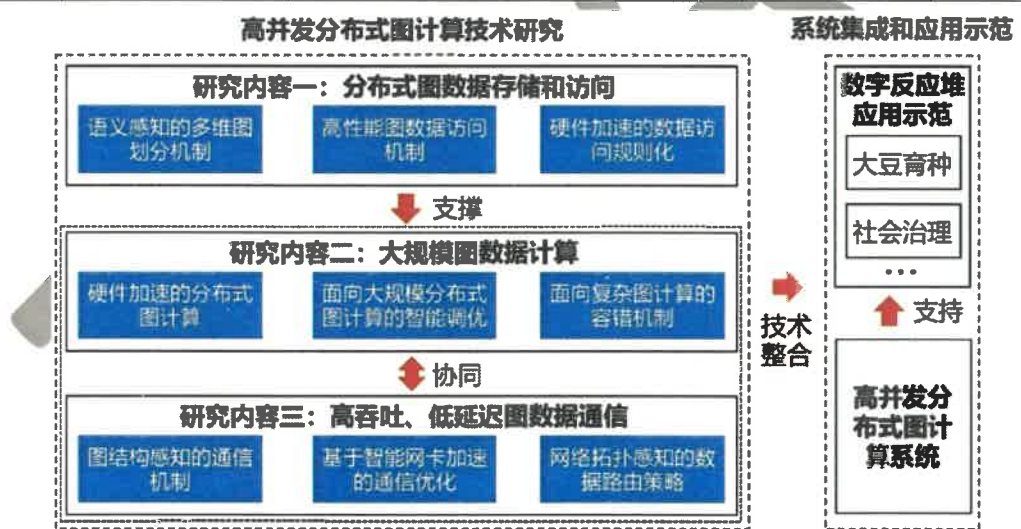 高并发分布式图计算技术研究
系统集成和应用示范
研究内容一：分布式图数据存储和访问
语义感知的多维图
划分机制
高性能图数据访问
机制
硬件加速的数据访
问规则化
支撑
研究内容二：大规模图数据计算
硬件加速的分布式
图计算
面向大规模分布式
图计算的智能调优
面向复杂图计算的
容错机制
协同
研究内容三：高吞吐、低延迟图数据通信
图结构感知的通信
机制
基于智能网卡加速
的通信优化
网络拓扑感知的数
据路由策略
技术
整合
数字反应堆
应用示范
大豆育种
社会治理
...
支持
高并发分
布式图计
算系统